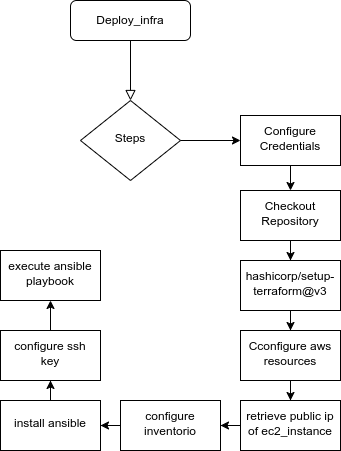 Deploy_infra
Steps
Configure
Credentials
Checkout
Repository
hashicorp/setup-
terraform@v3
Cconfigure aws
resources
retrieve public ip
of ec2_instance
configure
inventorio
install ansible
configure ssh
key
execute ansible
playbook